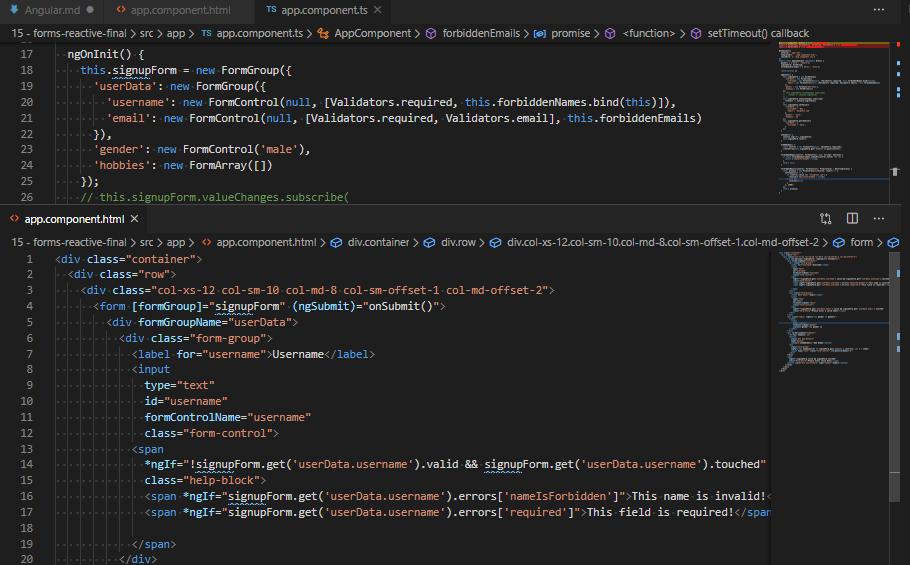 Angular.md ● <> app.component.html TS app.component.ts × ···
15 - forms-reactive-final > src > app > TS app.component.ts > AppComponent > forbiddenEmails > promise > <function> > setTimeout() callback
17 ngOnInit() {
18 this.signupForm = new FormGroup({
19 'userData': new FormGroup({
20 'username': new FormControl(null, [Validators.required, this.forbiddenNames.bind(this)]),
21 'email': new FormControl(null, [Validators.required, Validators.email], this.forbiddenEmails)
22 }),
23 'gender': new FormControl('male'),
24 'hobbies': new FormArray([])
25 });
26 // this.signupForm.valueChanges.subscribe(
<> app.component.html × ···
15 - forms-reactive-final > src > app > <> app.component.html > div.container > div.row > div.col-xs-12.col-sm-10.col-md-8.col-sm-offset-1.col-md-offset-2 > form >
1 <div class="container">
2 <div class="row">
3 <div class="col-xs-12 col-sm-10 col-md-8 col-sm-offset-1 col-md-offset-2">
4 <form [formGroup]="signupForm" (ngSubmit)="onSubmit()">
5 <div formGroupName="userData">
6 <div class="form-group">
7 <label for="username">Username</label>
8 <input
9 type="text"
10 id="username"
11 formControlName="username"
12 class="form-control">
13 <span
14 *ngIf="!signupForm.get('userData.username').valid && signupForm.get('userData.username').touched"
15 class="help-block">
16 <span *ngIf="signupForm.get('userData.username').errors['nameIsForbidden']">This name is invalid!<
17 <span *ngIf="signupForm.get('userData.username').errors['required']">This field is required!</span
18
19 </span>
20 </div>